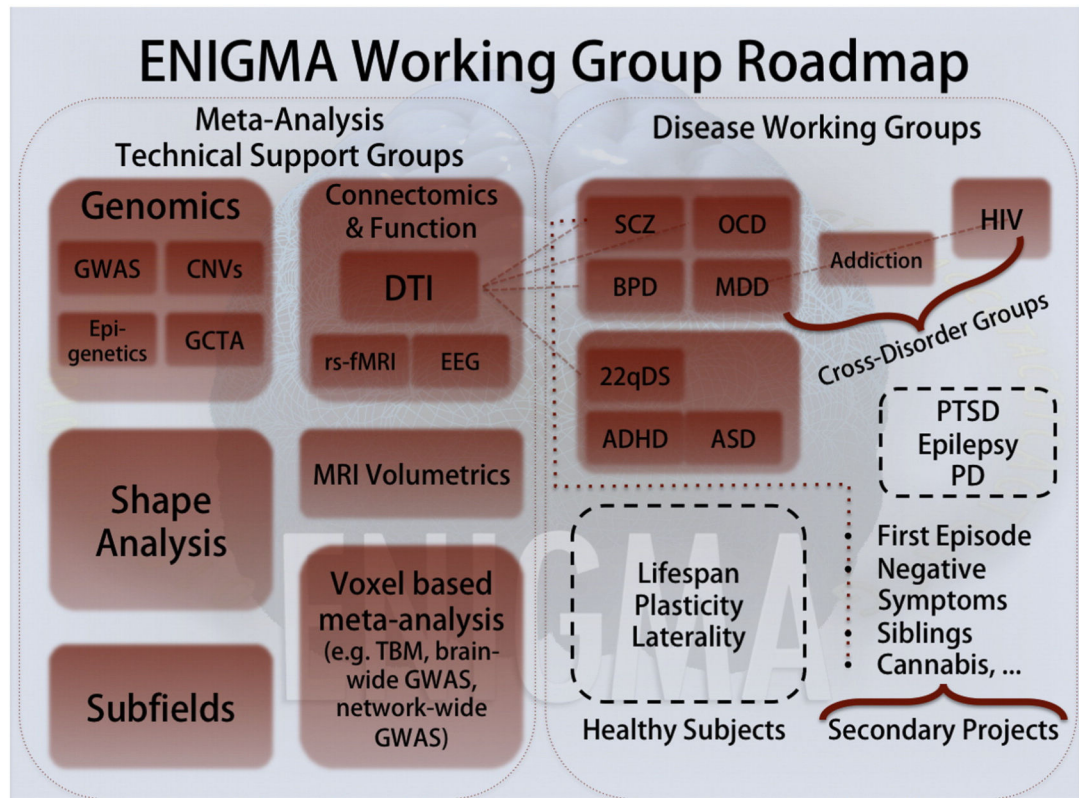 ENIGMA Working Group Roadmap
Meta-Analysis
Technical Support Groups
Genomics
GWAS
CNVs
Epi-
genetics
GCTA
Connectomics
& Function
DTI
rs-fMRI
EEG
Shape
Analysis
MRI Volumetrics
Subfields
Voxel based
meta-analysis
(e.g. TBM, brain-
wide GWAS,
network-wide
GWAS)
Disease Working Groups
SCZ
OCD
BPD
MDD
Addiction
HIV
Cross-Disorder Groups
22qDS
ADHD
ASD
PTSD
Epilepsy
PD
Lifespan
Plasticity
Laterality
Healthy Subjects
• First Episode
• Negative
Symptoms
• Siblings
• Cannabis, ...
Secondary Projects
ENIGMA